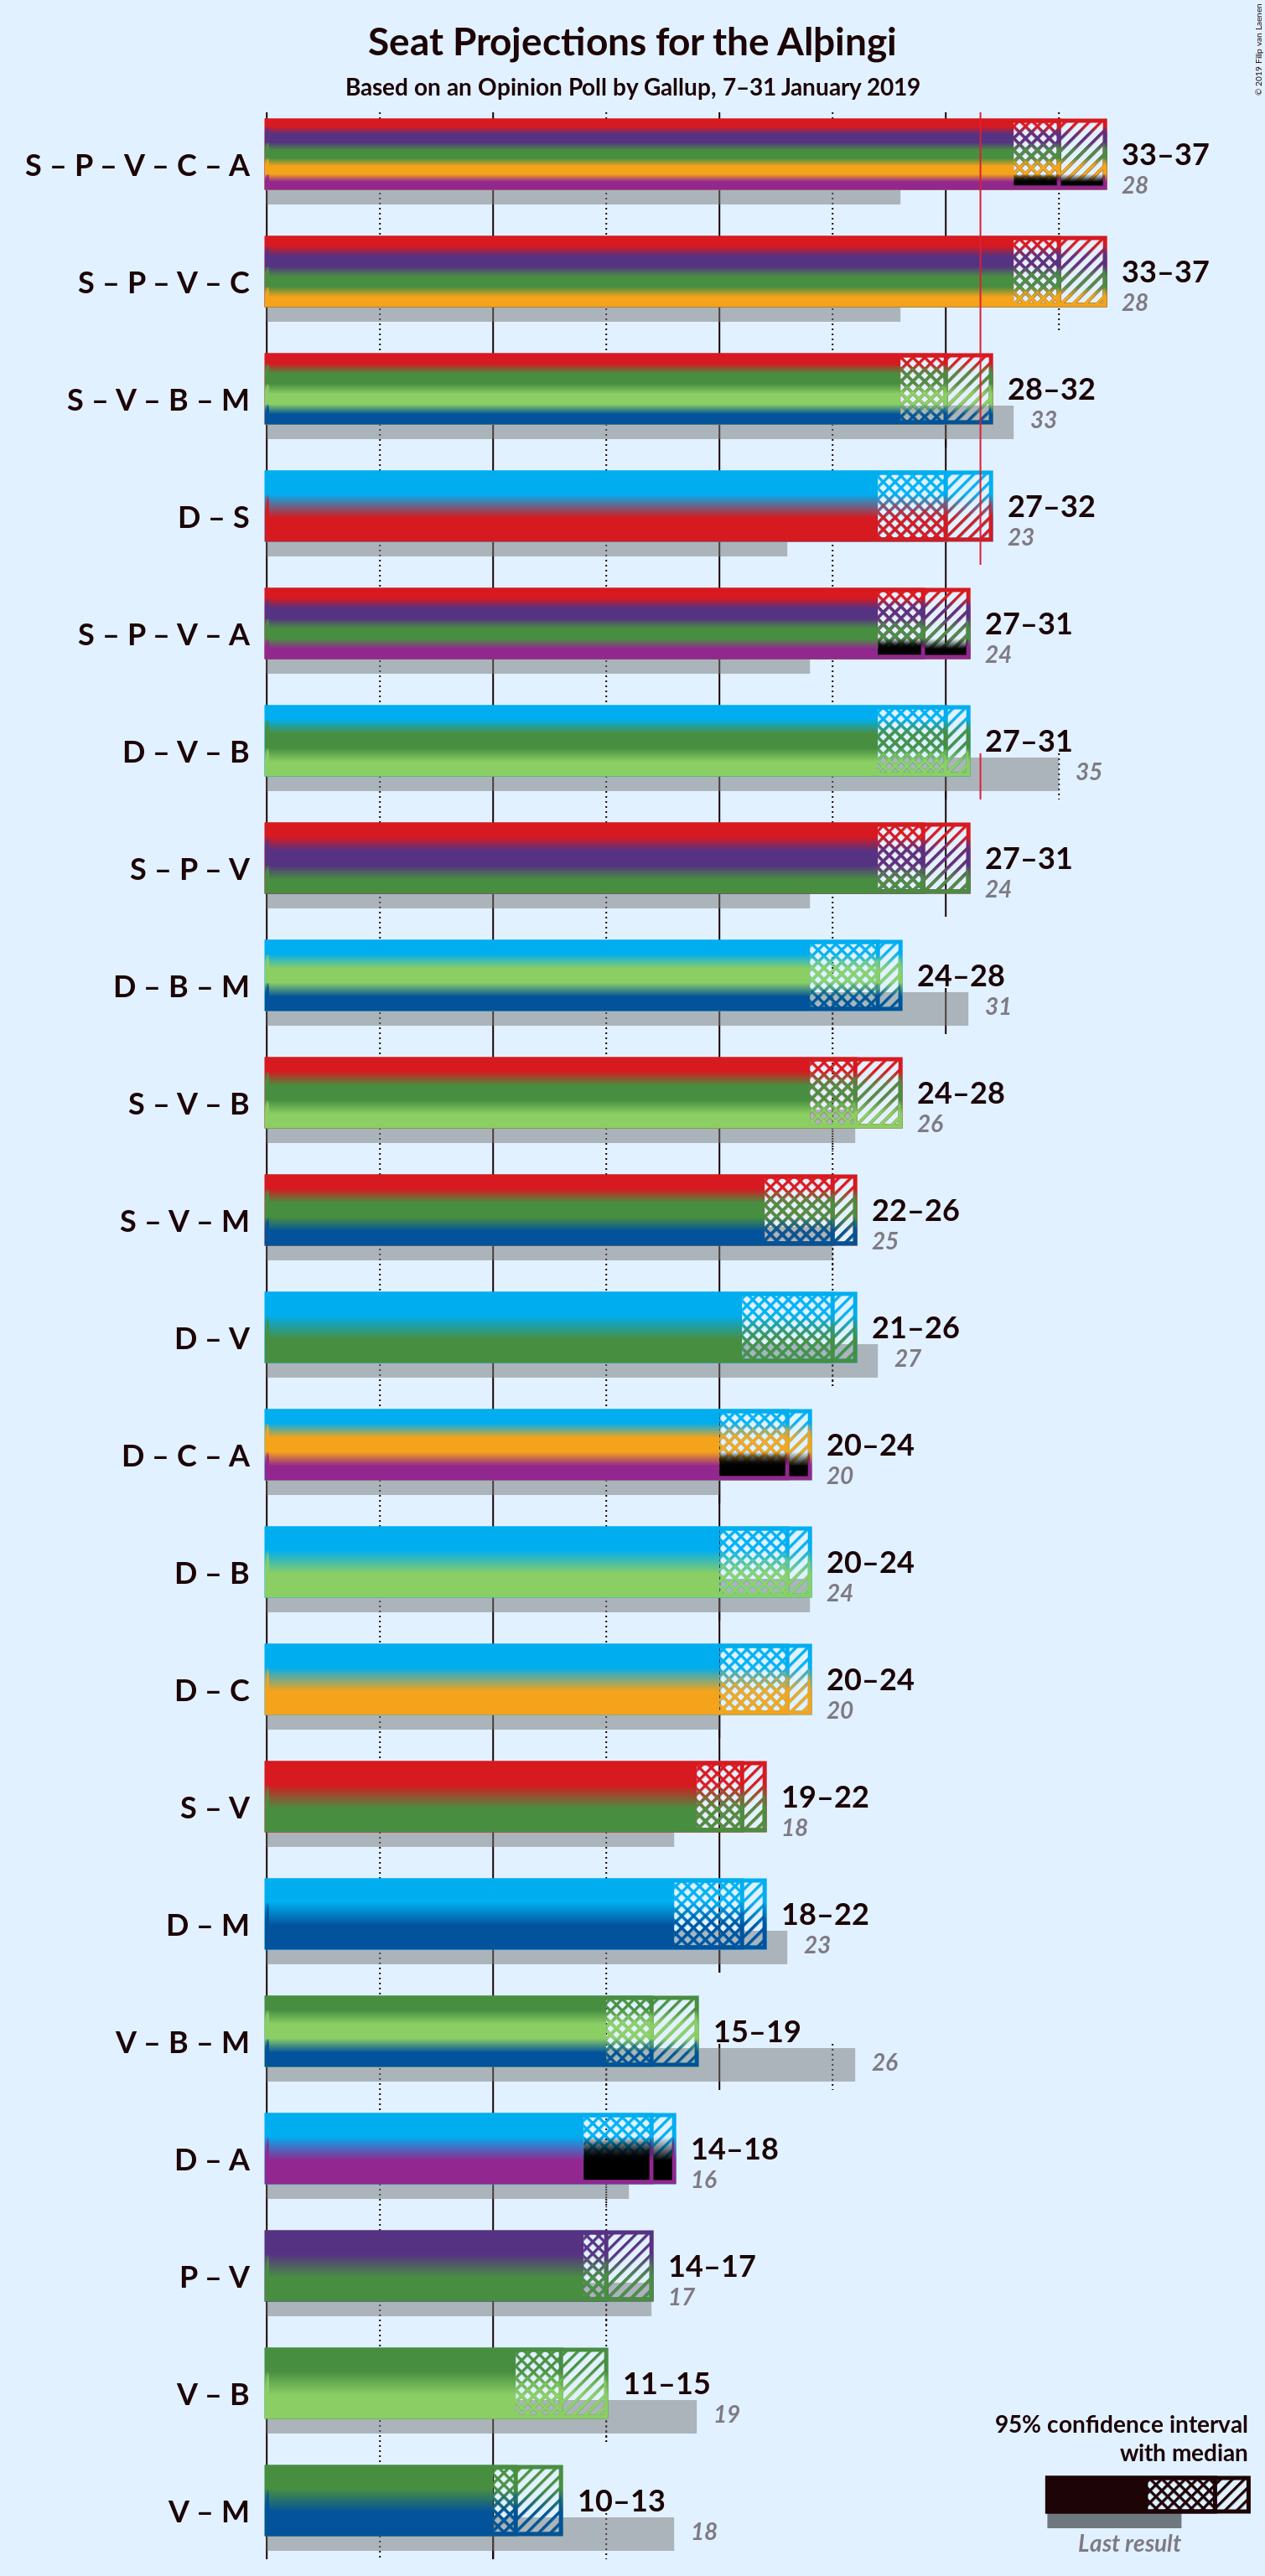 Seat Projections for the Alþingi
Based on an Opinion Poll by Gallup, 7–31 January 2019
© 2019 Filip van Laenen
S – P – V – C – A
33–37
28
S – P – V – C
33–37
28
S – V – B – M
28–32
33
D – S
27–32
23
S – P – V – A
27–31
24
D – V – B
27–31
35
S – P – V
27–31
24
D – B – M
24–28
31
S – V – B
24–28
26
S – V – M
22–26
25
D – V
21–26
27
D – C – A
20–24
20
D – B
20–24
24
D – C
20–24
20
S – V
19–22
18
D – M
18–22
23
V – B – M
15–19
26
D – A
14–18
16
P – V
14–17
17
V – B
11–15
19
V – M
10–13
18
95% confidence interval
with median
Last result